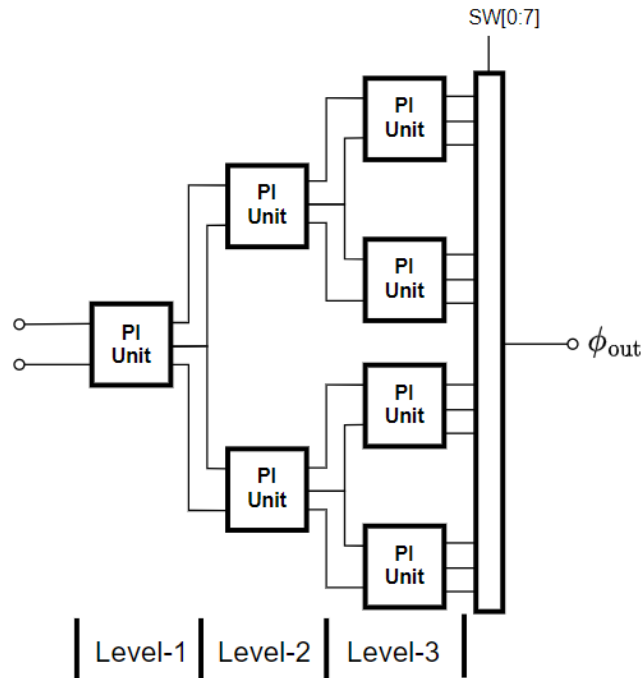 SW[0:7]
PI
Unit
PI
Unit
PI
Unit
PI
Unit
ϕout
PI
Unit
PI
Unit
PI
Unit
Level-1
Level-2
Level-3